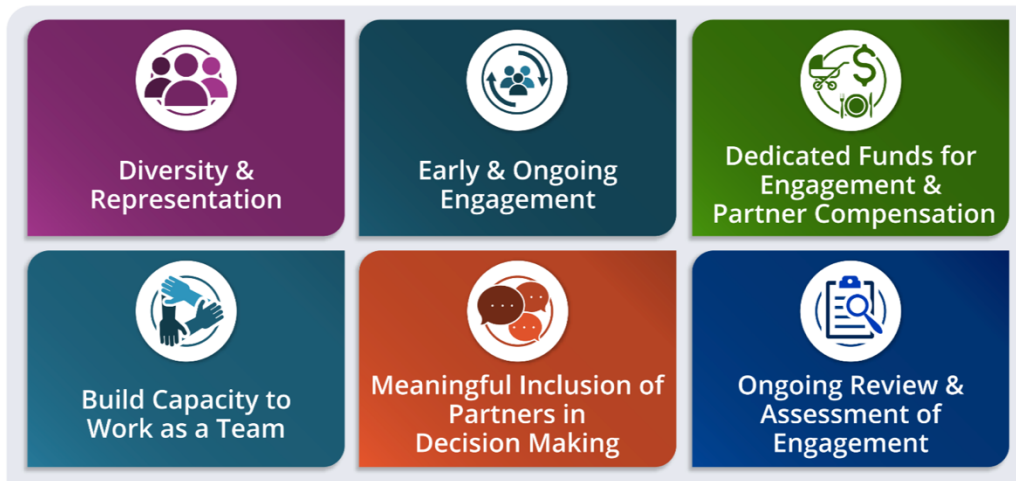 Diversity &
Representation
Early & Ongoing
Engagement
Dedicated Funds for
Engagement &
Partner Compensation
Build Capacity to
Work as a Team
Meaningful Inclusion of
Partners in
Decision Making
Ongoing Review &
Assessment of
Engagement